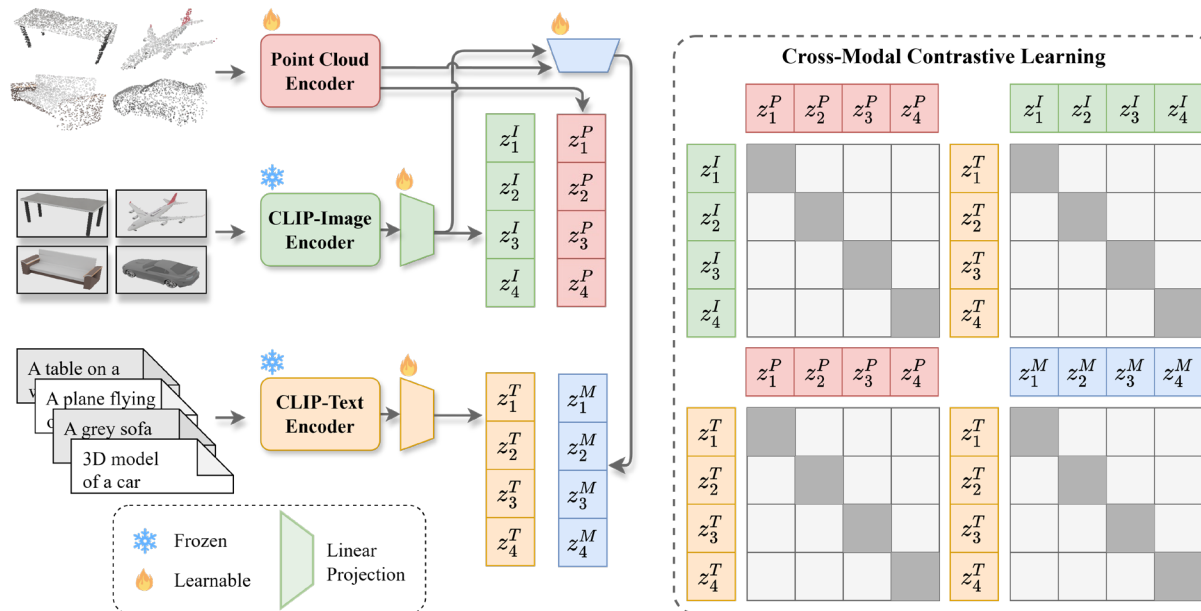 Point Cloud
Encoder
CLIP-Image
Encoder
z_1^I
z_2^I
z_3^I
z_4^I
z_1^P
z_2^P
z_3^P
z_4^P
A table on a
A plane flying
A grey sofa
3D model
of a car
CLIP-Text
Encoder
z_1^T
z_2^T
z_3^T
z_4^T
z_1^M
z_2^M
z_3^M
z_4^M
Frozen
Learnable
Linear
Projection
Cross-Modal Contrastive Learning
z_1^P z_2^P z_3^P z_4^P
z_1^I
z_2^I
z_3^I
z_4^I
z_1^I z_2^I z_3^I z_4^I
z_1^T
z_2^T
z_3^T
z_4^T
z_1^P z_2^P z_3^P z_4^P
z_1^T
z_2^T
z_3^T
z_4^T
z_1^M z_2^M z_3^M z_4^M
z_1^T
z_2^T
z_3^T
z_4^T